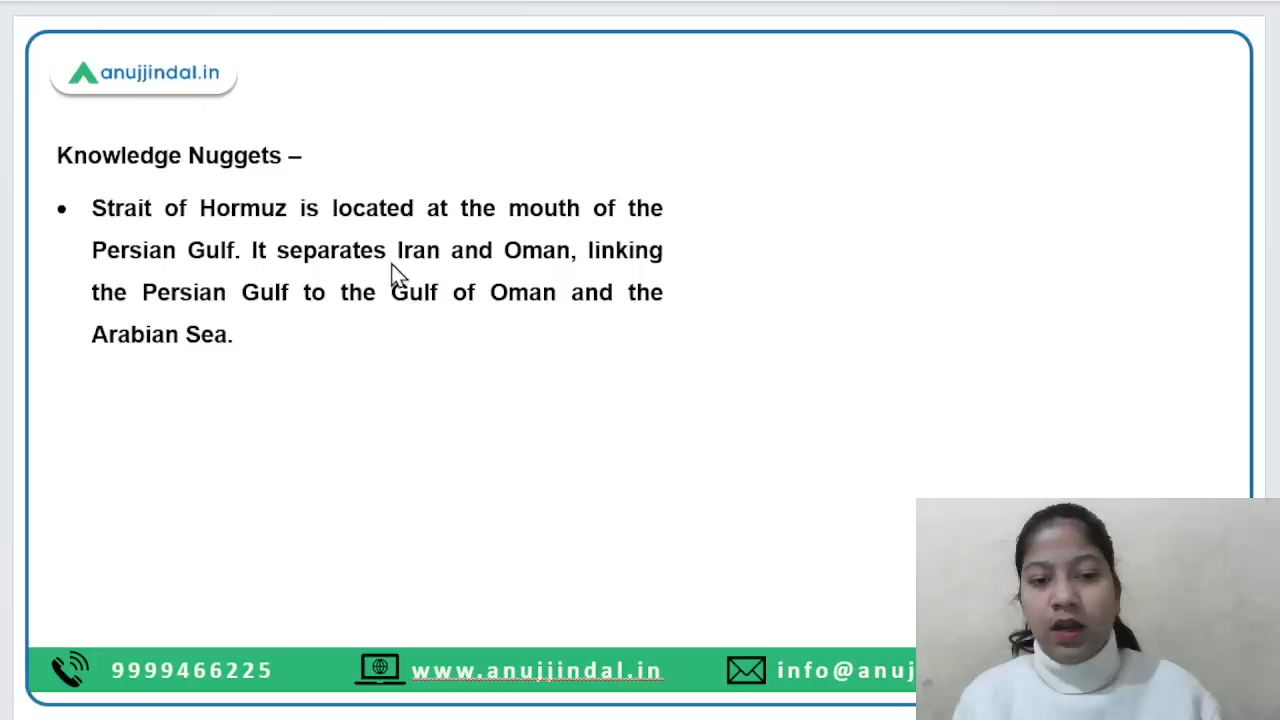 anujjindal.in
Knowledge Nuggets –
• Strait of Hormuz is located at the mouth of the
Persian Gulf. It separates Iran and Oman, linking
the Persian Gulf to the Gulf of Oman and the
Arabian Sea.
9999466225 www.anujjindal.in info@anuj